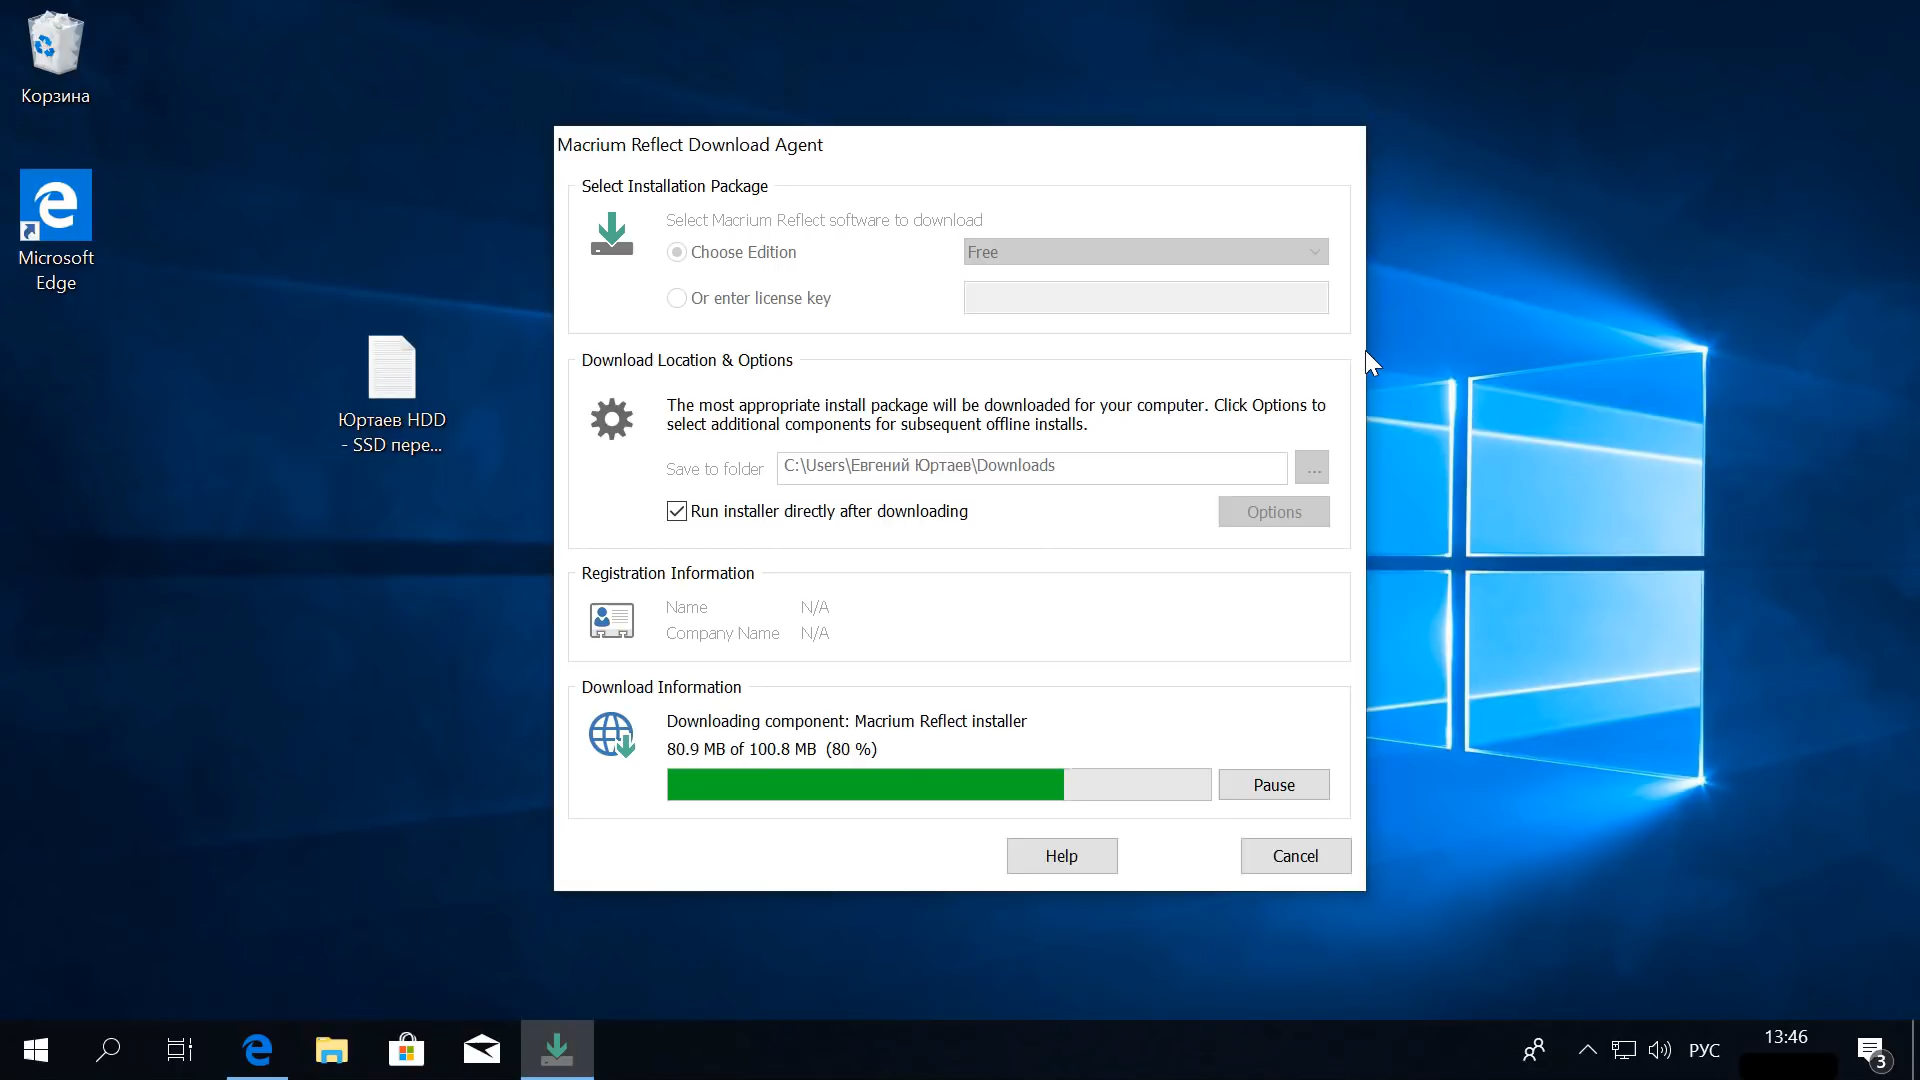 Корзина
Microsoft
Edge
Юртаев HDD
- SSD пере...
Macrium Reflect Download Agent
Select Installation Package
Select Macrium Reflect software to download
Choose Edition
Free
Or enter license key
Download Location & Options
The most appropriate install package will be downloaded for your computer. Click Options to
select additional components for subsequent offline installs.
Save to folder
C:\Users\Евгений Юртаев\Downloads
...
Run installer directly after downloading
Options
Registration Information
Name N/A
Company Name N/A
Download Information
Downloading component: Macrium Reflect installer
80.9 MB of 100.8 MB (80 %)
Pause
Help
Cancel
РУС
13:46
3